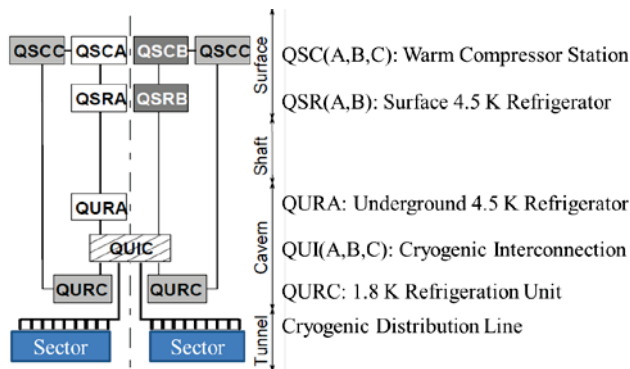 QSCC QSCA QSCB QSCC
Surface
QSC(A,B,C): Warm Compressor Station
QSRA QSRB
QSR(A,B): Surface 4.5 K Refrigerator
Shaft
QURA
Cavern
QURA: Underground 4.5 K Refrigerator
QUIC
QUI(A,B,C): Cryogenic Interconnection
QURC QURC
QURC: 1.8 K Refrigeration Unit
Tunnel
Cryogenic Distribution Line
Sector Sector